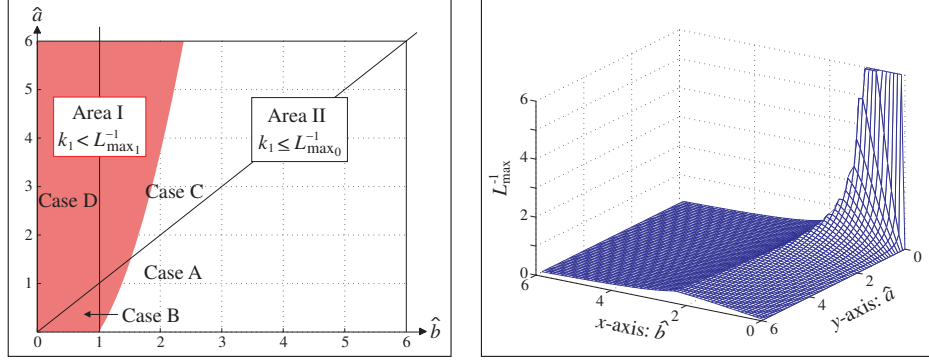 â
6
5
4
3
2
1
0
0
1
2
3
4
5
6
b̂
Area I
k₁ < L⁻¹max₁
Area II
k₁ ≤ L⁻¹max₀
Case D
Case C
Case A
Case B
6
4
2
0
L⁻¹max
6
4
2
0
x-axis: b̂
6
4
2
0
y-axis: â